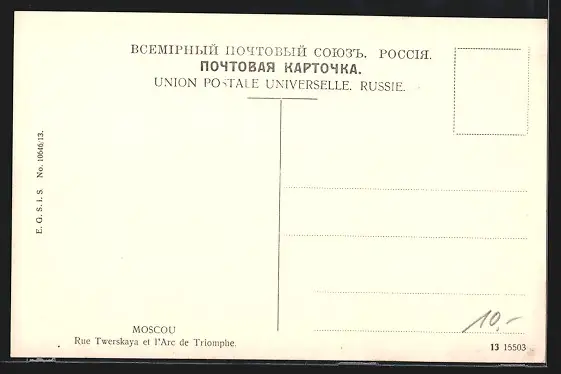 ВСЕМІРНЫЙ ПОЧТОВЫЙ СОЮЗЪ. РОССІЯ.
ПОЧТОВАЯ КАРТОЧКА.
UNION POSTALE UNIVERSELLE. RUSSIE.
E. G. S. I. S. No. 10646/13.
10.-
MOSCOU
Rue Twerskaya et l'Arc de Triomphe.
13 15503